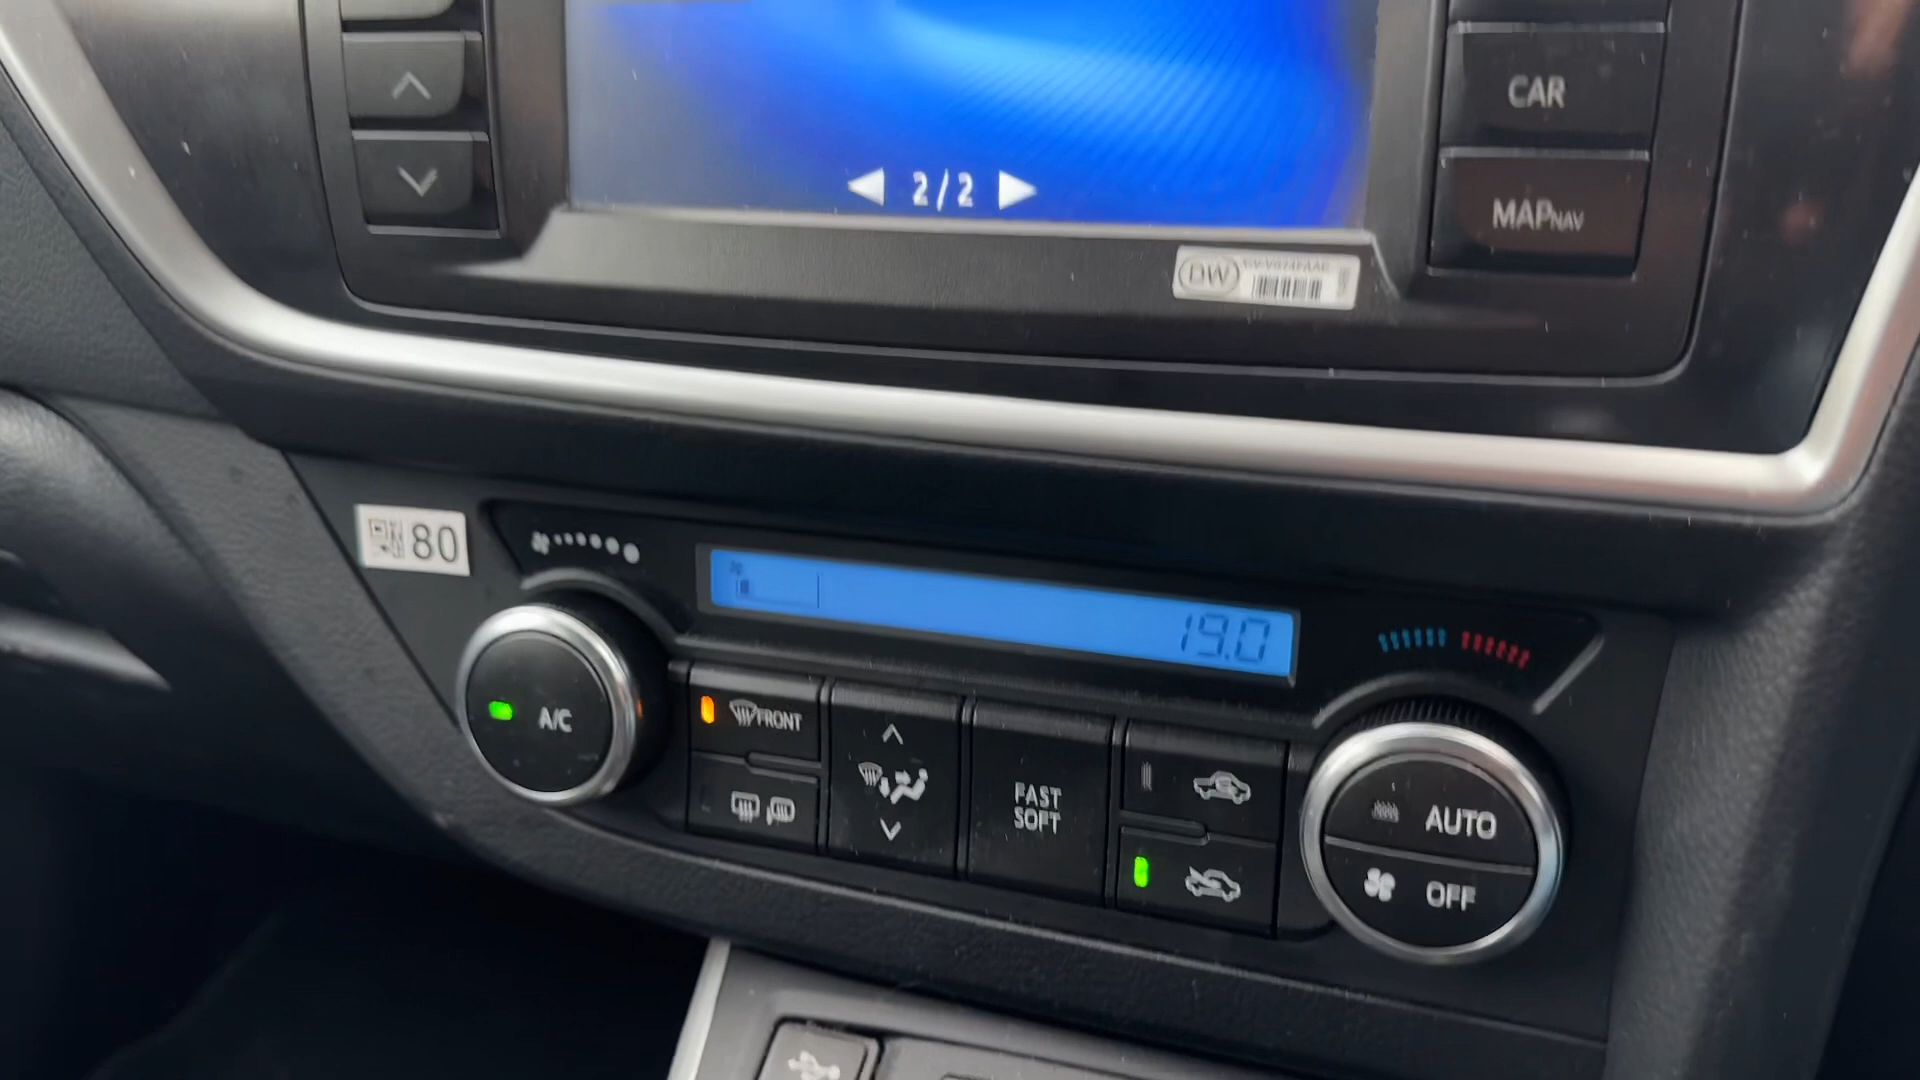 CAR
2/2
MAPNAV
DW
80
19.0
A/C
FRONT
FAST
SOFT
AUTO
OFF